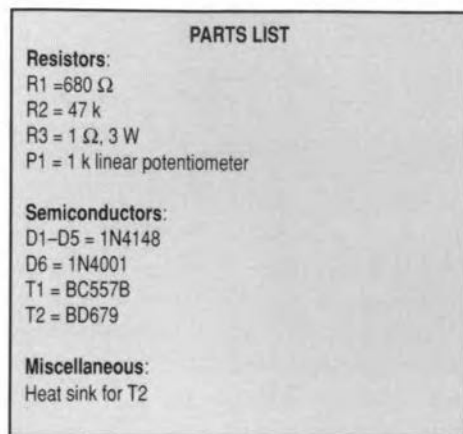 PARTS LIST
Resistors:
R1 =680 Ω
R2 = 47 k
R3 = 1 Ω, 3 W
P1 = 1 k linear potentiometer
Semiconductors:
D1–D5 = 1N4148
D6 = 1N4001
T1 = BC557B
T2 = BD679
Miscellaneous:
Heat sink for T2